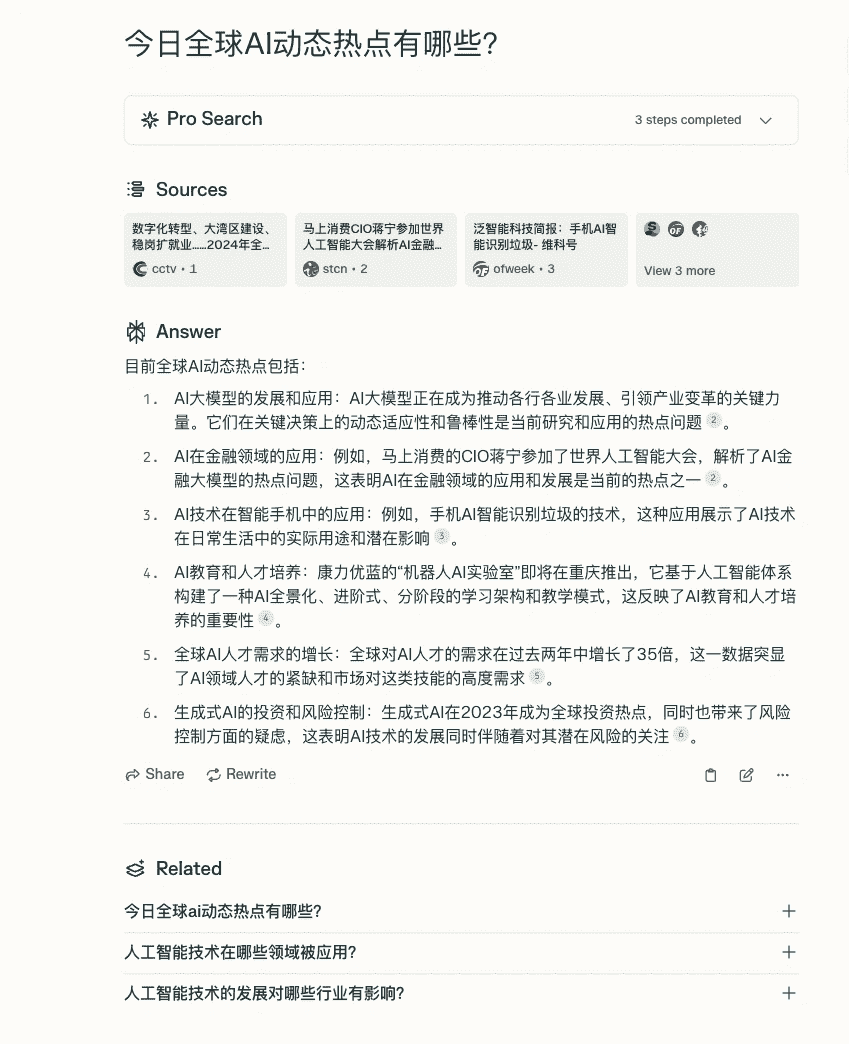 今日全球AI动态热点有哪些?
Pro Search
3 steps completed
Sources
数字化转型、大湾区建设、
稳岗扩就业……2024年全…
cctv • 1
马上消费CIO蒋宁参加世界
人工智能大会解析AI金融…
stcn • 2
泛智能科技简报：手机AI智
能识别垃圾- 维科号
ofweek • 3
View 3 more
Answer
目前全球AI动态热点包括：
1. AI大模型的发展和应用：AI大模型正在成为推动各行各业发展、引领产业变革的关键力
量。它们在关键决策上的动态适应性和鲁棒性是当前研究和应用的热点问题 2。
2. AI在金融领域的应用：例如，马上消费的CIO蒋宁参加了世界人工智能大会，解析了AI金
融大模型的热点问题，这表明AI在金融领域的应用和发展是当前的热点之一 2。
3. AI技术在智能手机中的应用：例如，手机AI智能识别垃圾的技术，这种应用展示了AI技术
在日常生活中的实际用途和潜在影响 3。
4. AI教育和人才培养：康力优蓝的“机器人AI实验室”即将在重庆推出，它基于人工智能体系
构建了一种AI全景化、进阶式、分阶段的学习架构和教学模式，这反映了AI教育和人才培
养的重要性 4。
5. 全球AI人才需求的增长：全球对AI人才的需求在过去两年中增长了35倍，这一数据突显
了AI领域人才的紧缺和市场对这类技能的高度需求 5。
6. 生成式AI的投资和风险控制：生成式AI在2023年成为全球投资热点，同时也带来了风险
控制方面的疑虑，这表明AI技术的发展同时伴随着对其潜在风险的关注 6。
Share
Rewrite
Related
今日全球ai动态热点有哪些?
人工智能技术在哪些领域被应用?
人工智能技术的发展对哪些行业有影响?